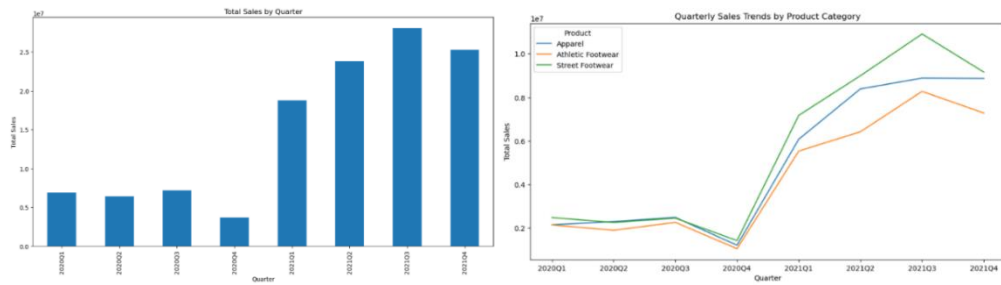 Total Sales by Quarter
1e7
2.5
2.0
1.5
1.0
0.5
0.0
Total Sales
2020Q1
2020Q2
2020Q3
2020Q4
2021Q1
2021Q2
2021Q3
2021Q4
Quarter
Quarterly Sales Trends by Product Category
1e7
Product
Apparel
Athletic Footwear
Street Footwear
1.0
0.8
0.6
0.4
0.2
Total Sales
2020Q1
2020Q2
2020Q3
2020Q4
2021Q1
2021Q2
2021Q3
2021Q4
Quarter